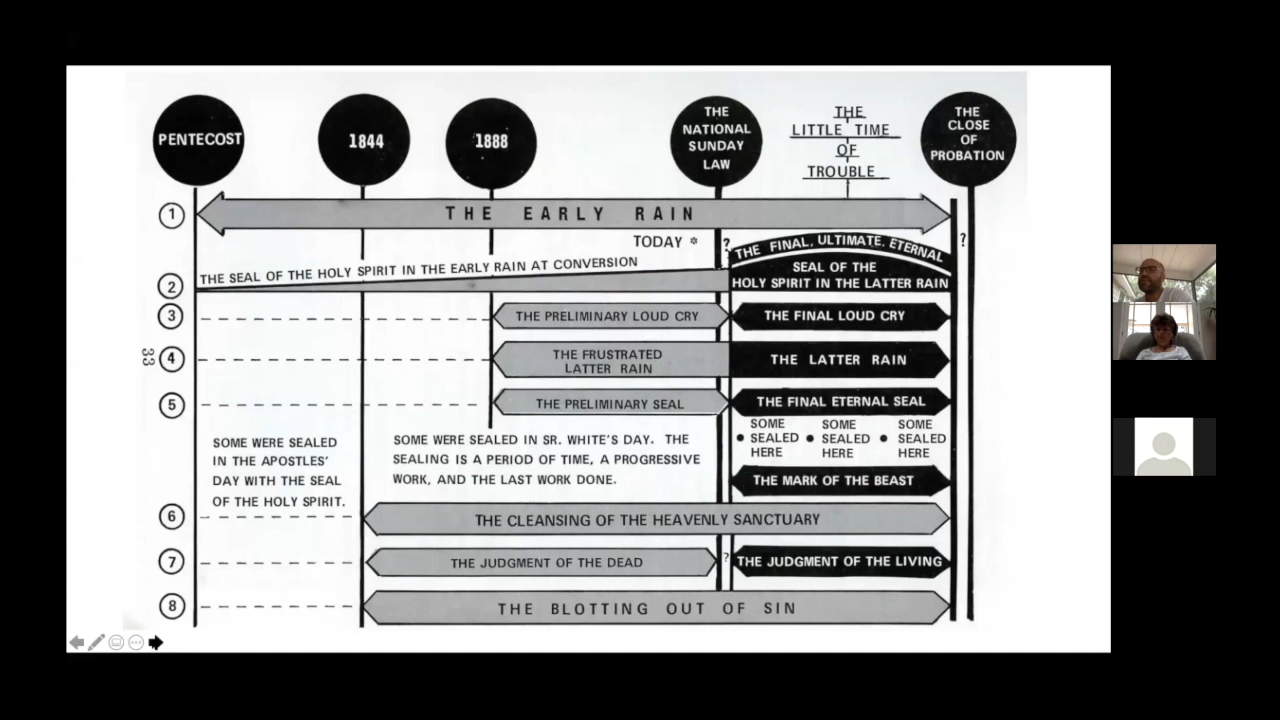 PENTECOST
1844
1888
THE
NATIONAL
SUNDAY
LAW
THE
LITTLE TIME
OF
TROUBLE
THE
CLOSE
OF
PROBATION
1
THE EARLY RAIN
TODAY *
?
?
2
THE SEAL OF THE HOLY SPIRIT IN THE EARLY RAIN AT CONVERSION
THE FINAL, ULTIMATE, ETERNAL
SEAL OF THE
HOLY SPIRIT IN THE LATTER RAIN
3
THE PRELIMINARY LOUD CRY
THE FINAL LOUD CRY
33
4
THE FRUSTRATED
LATTER RAIN
THE LATTER RAIN
5
THE PRELIMINARY SEAL
THE FINAL ETERNAL SEAL
SOME WERE SEALED
IN THE APOSTLES'
DAY WITH THE SEAL
OF THE HOLY SPIRIT.
SOME WERE SEALED IN SR. WHITE'S DAY. THE
SEALING IS A PERIOD OF TIME, A PROGRESSIVE
WORK, AND THE LAST WORK DONE.
• SOME
SEALED
HERE
• SOME
SEALED
HERE
• SOME
SEALED
HERE
THE MARK OF THE BEAST
6
THE CLEANSING OF THE HEAVENLY SANCTUARY
7
THE JUDGMENT OF THE DEAD
?
THE JUDGMENT OF THE LIVING
8
THE BLOTTING OUT OF SIN